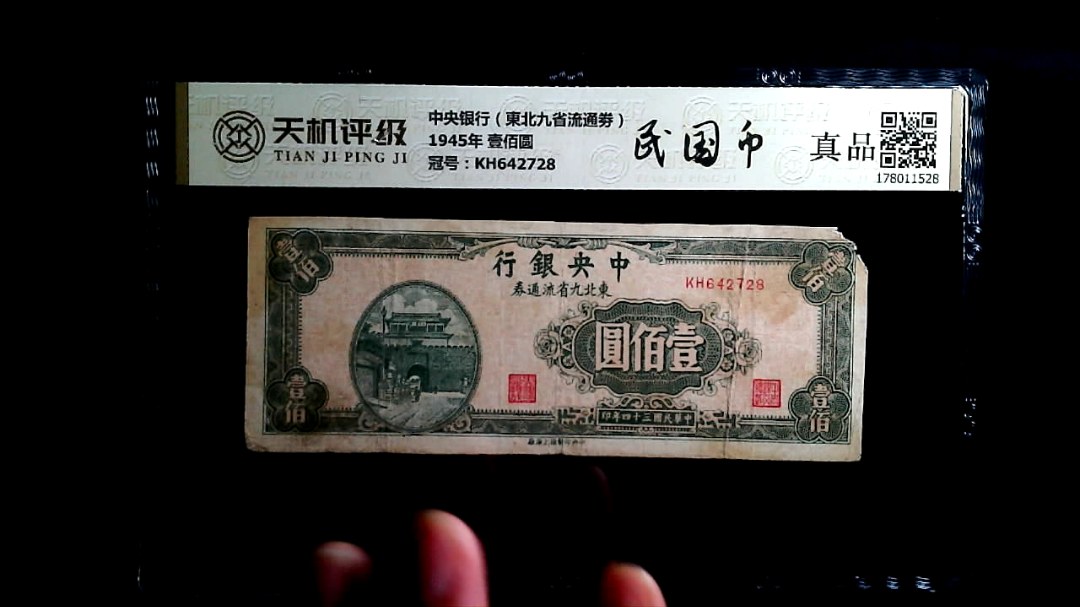 天机评级
TIAN JI PING JI
中央银行（東北九省流通券）
1945年 壹佰圆
冠号：KH642728
民国币
真品
178011528
壹佰
壹佰
行銀央中
券通流省九北東
KH642728
圓佰壹
壹佰
壹佰
印年四十三國民華中